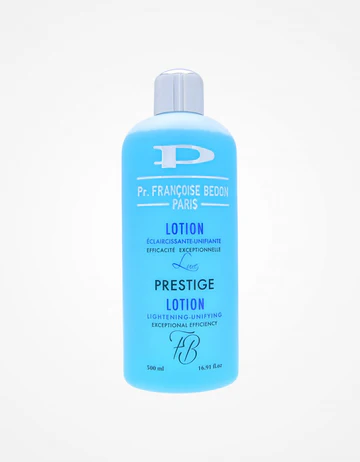 P
Pr. FRANÇOISE BEDON
PARIS
LOTION
ÉCLAIRCISSANTE-UNIFIANTE
EFFICACITÉ EXCEPTIONNELLE
Luxe
PRESTIGE
LOTION
LIGHTENING-UNIFYING
EXCEPTIONAL EFFICIENCY
FB
500 ml 16.91 fl.oz